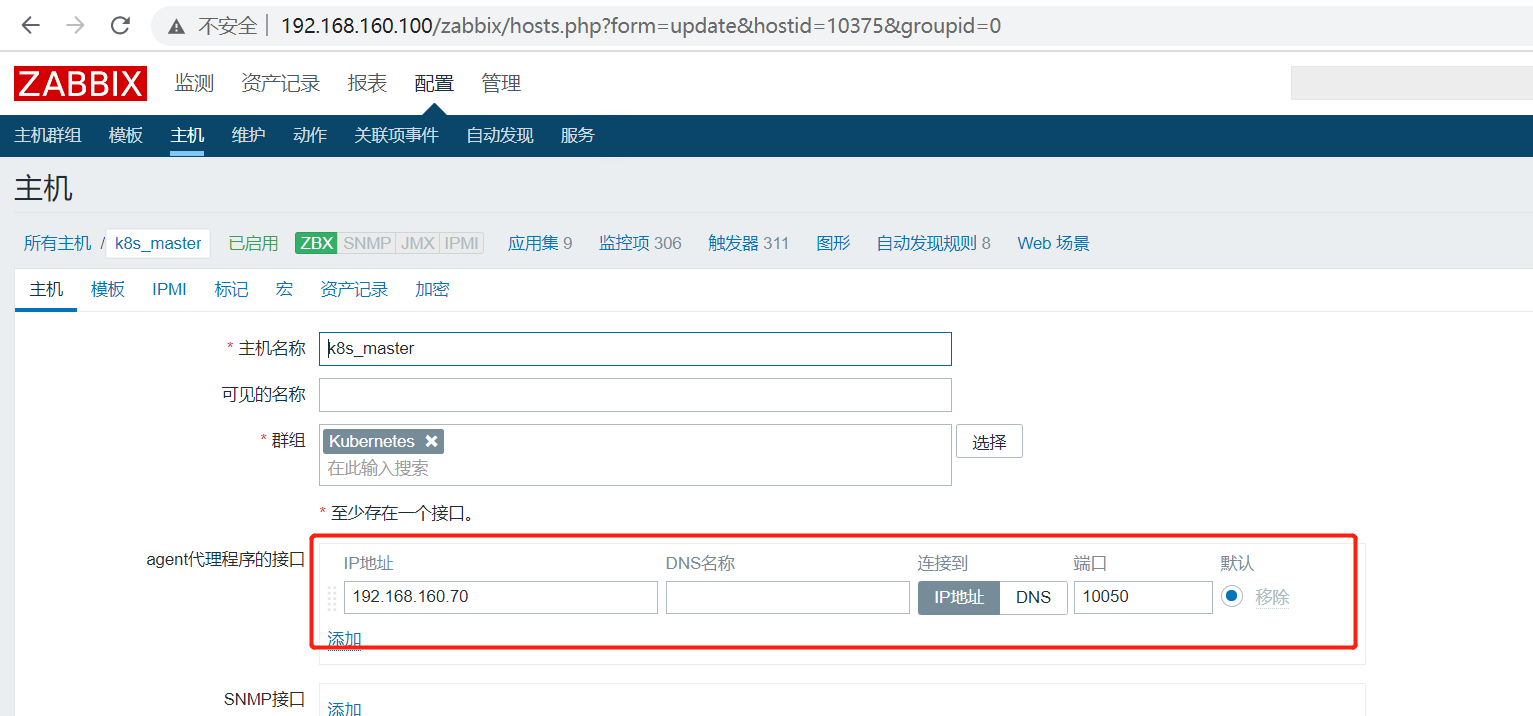 不安全 | 192.168.160.100/zabbix/hosts.php?form=update&hostid=10375&groupid=0
ZABBIX 监测 资产记录 报表 配置 管理
主机群组 模板 主机 维护 动作 关联项事件 自动发现 服务
主机
所有主机 / k8s_master 已启用 ZBX SNMP JMX IPMI 应用集 9 监控项 306 触发器 311 图形 自动发现规则 8 Web 场景
主机 模板 IPMI 标记 宏 资产记录 加密
* 主机名称 k8s_master
可见的名称
* 群组 Kubernetes 选择
在此输入搜索
* 至少存在一个接口。
agent代理程序的接口 IP地址 DNS名称 连接到 端口 默认
192.168.160.70 IP地址 DNS 10050 移除
添加
SNMP接口 添加